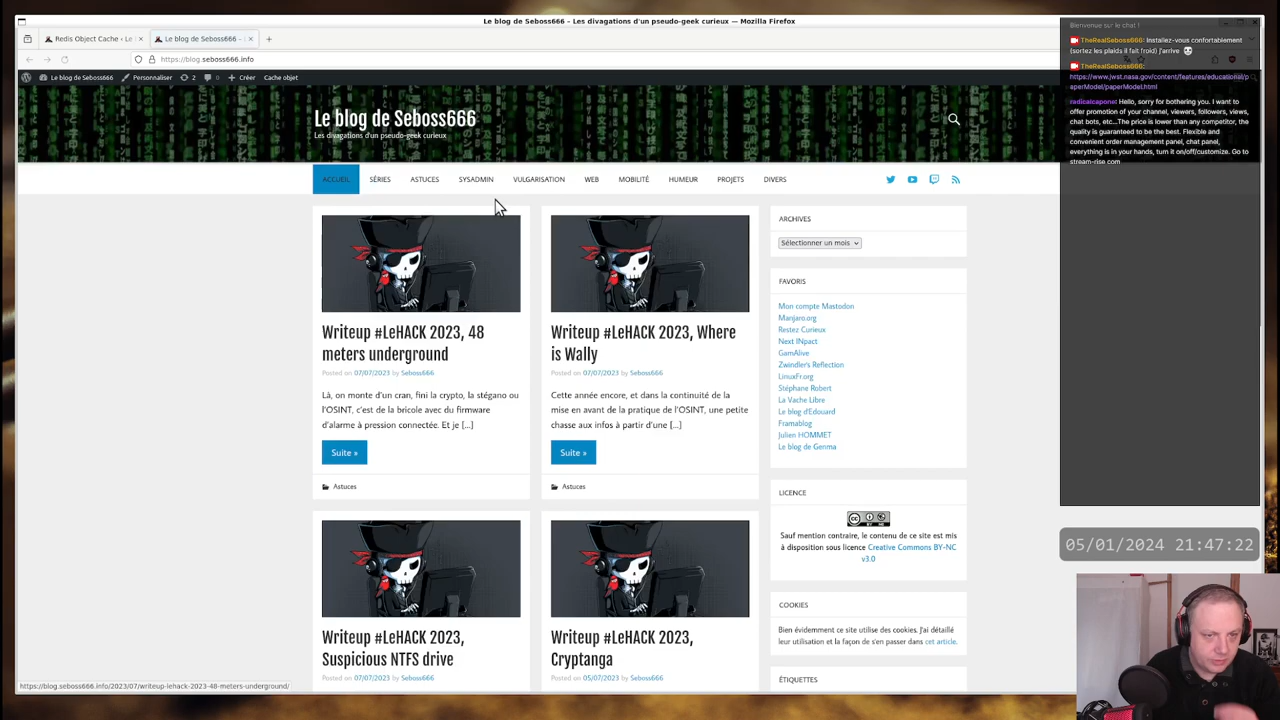 Le blog de Seboss666 – Les divagations d'un pseudo-geek curieux — Mozilla Firefox
Redis Object Cache ‹ Le
Le blog de Seboss666 –
https://blog.seboss666.info
Le blog de Seboss666
Personnaliser
2
0
Créer
Cache objet
Le blog de Seboss666
Les divagations d'un pseudo-geek curieux
ACCUEIL SÉRIES ASTUCES SYSADMIN VULGARISATION WEB MOBILITÉ HUMEUR PROJETS DIVERS
Writeup #LeHACK 2023, 48
meters underground
Posted on 07/07/2023 by Seboss666
Là, on monte d'un cran, fini la crypto, la stégano ou
l'OSINT, c'est de la bricole avec du firmware
d'alarme à pression connectée. Et je [...]
Suite »
Astuces
Writeup #LeHACK 2023, Where
is Wally
Posted on 07/07/2023 by Seboss666
Cette année encore, et dans la continuité de la
mise en avant de la pratique de l'OSINT, une petite
chasse aux infos à partir d'une [...]
Suite »
Astuces
Writeup #LeHACK 2023,
Suspicious NTFS drive
Posted on 07/07/2023 by Seboss666
Writeup #LeHACK 2023,
Cryptanga
Posted on 05/07/2023 by Seboss666
ARCHIVES
Sélectionner un mois
FAVORIS
Mon compte Mastodon
Manjaro.org
Restez Curieux
Next INpact
GamAlive
Zwindler's Reflection
LinuxFr.org
Stéphane Robert
La Vache Libre
Le blog d'Edouard
Framablog
Julien HOMMET
Le blog de Genma
LICENCE
Sauf mention contraire, le contenu de ce site est mis
à disposition sous licence Creative Commons BY-NC
v3.0
COOKIES
Bien évidemment ce site utilise des cookies. J'ai détaillé
leur utilisation et la façon de s'en passer dans cet article.
ÉTIQUETTES
https://blog.seboss666.info/2023/07/writeup-lehack-2023-48-meters-underground/
Bienvenue sur le chat !
TheRealSeboss666: Installez-vous confortablement
(sortez les plaids il fait froid) j'arrive
TheRealSeboss666:
https://www.jwst.nasa.gov/content/features/educational/p
aperModel/paperModel.html
radicalcapone: Hello, sorry for bothering you. I want to
offer promotion of your channel, viewers, followers, views,
chat bots, etc...The price is lower than any competitor, the
quality is guaranteed to be the best. Flexible and
convenient order management panel, chat panel,
everything is in your hands, turn it on/off/customize. Go to
stream-rise com
05/01/2024 21:47:22